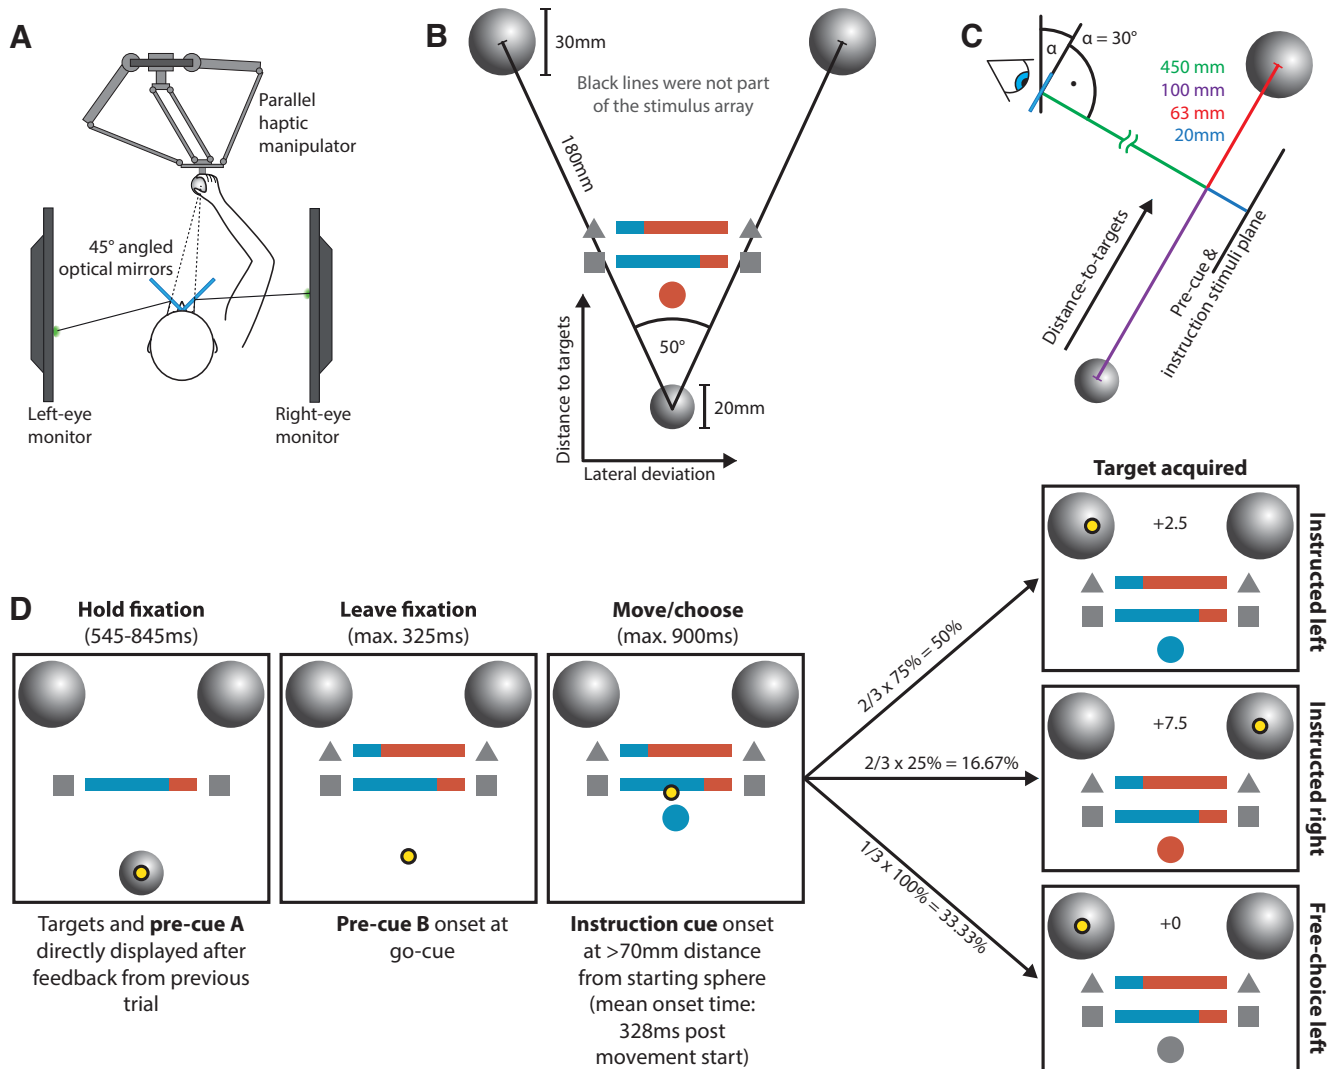 A
Parallel
haptic
manipulator
45° angled
optical mirrors
Left-eye
monitor
Right-eye
monitor
B
30mm
Black lines were not part
of the stimulus array
180mm
50°
20mm
Distance to targets
Lateral deviation
C
α
α = 30°
450 mm
100 mm
63 mm
20mm
Distance-to-targets
Pre-cue &
instruction stimuli plane
D
Hold fixation
(545-845ms)
Targets and pre-cue A
directly displayed after
feedback from previous
trial
Leave fixation
(max. 325ms)
Pre-cue B onset at
go-cue
Move/choose
(max. 900ms)
Instruction cue onset
at >70mm distance
from starting sphere
(mean onset time:
328ms post
movement start)
2/3 x 75% = 50%
2/3 x 25% = 16.67%
1/3 x 100% = 33.33%
Target acquired
+2.5
Instructed left
+7.5
Instructed right
+0
Free-choice left